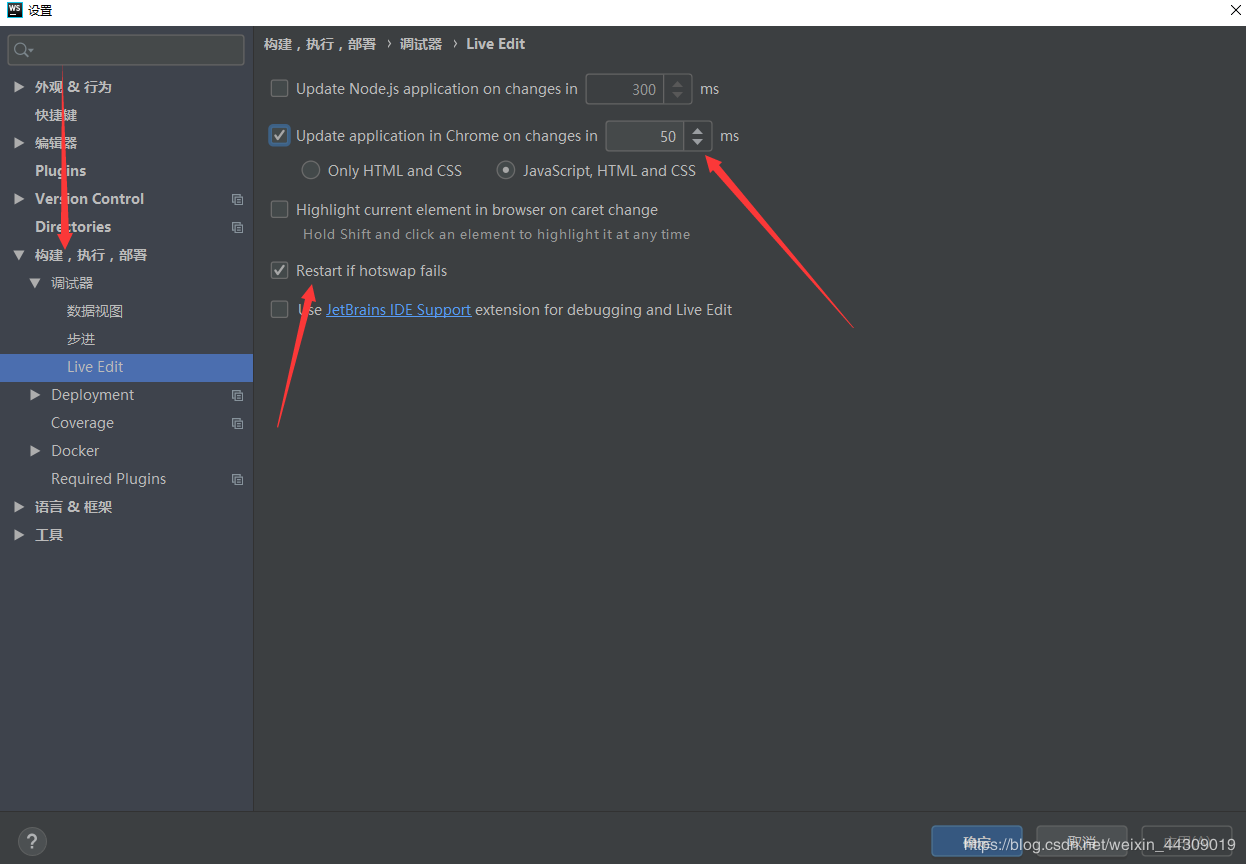 WS 设置
外观 & 行为
快捷键
编辑器
Plugins
Version Control
Directories
构建，执行，部署
调试器
数据视图
步进
Live Edit
Deployment
Coverage
Docker
Required Plugins
语言 & 框架
工具
构建，执行，部署 › 调试器 › Live Edit
Update Node.js application on changes in 300 ms
Update application in Chrome on changes in 50 ms
Only HTML and CSS JavaScript, HTML and CSS
Highlight current element in browser on caret change
Hold Shift and click an element to highlight it at any time
Restart if hotswap fails
Use JetBrains IDE Support extension for debugging and Live Edit
? 确定 取消 应用(A)
https://blog.csdn.net/weixin_44309019